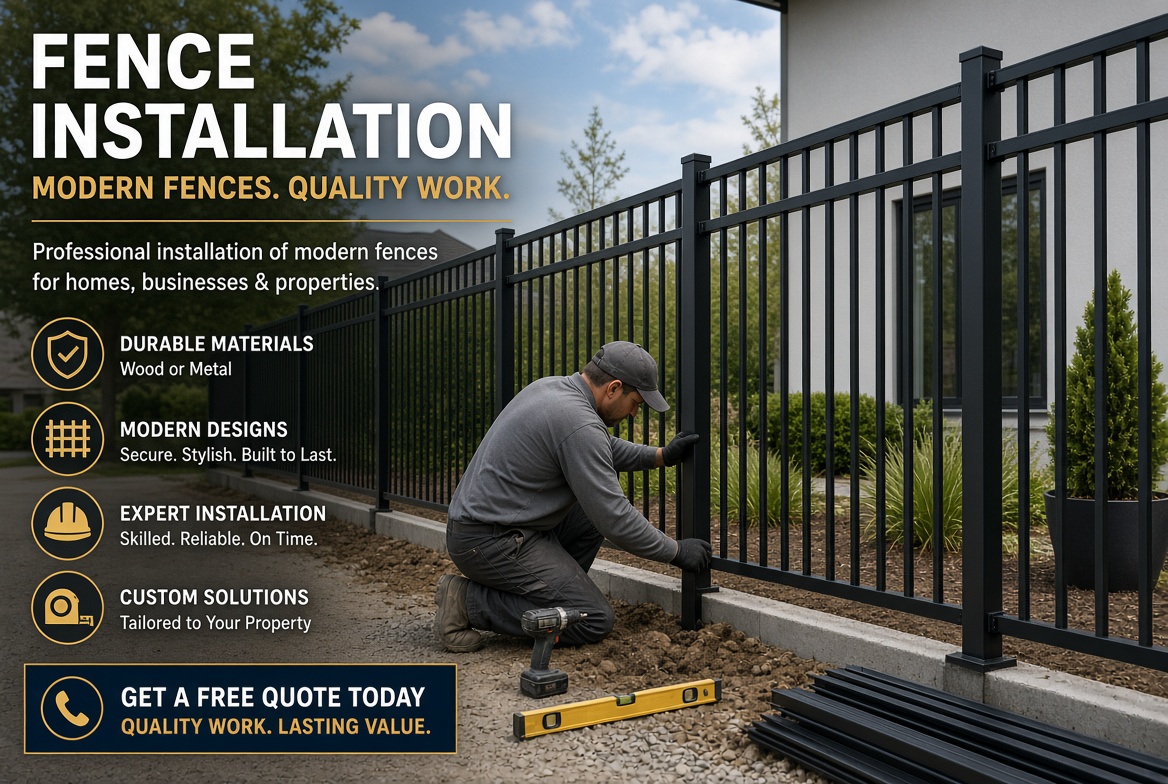 FENCE
INSTALLATION
MODERN FENCES. QUALITY WORK.
Professional installation of modern fences
for homes, businesses & properties.
DURABLE MATERIALS
Wood or Metal
MODERN DESIGNS
Secure. Stylish. Built to Last.
EXPERT INSTALLATION
Skilled. Reliable. On Time.
CUSTOM SOLUTIONS
Tailored to Your Property
GET A FREE QUOTE TODAY
QUALITY WORK. LASTING VALUE.